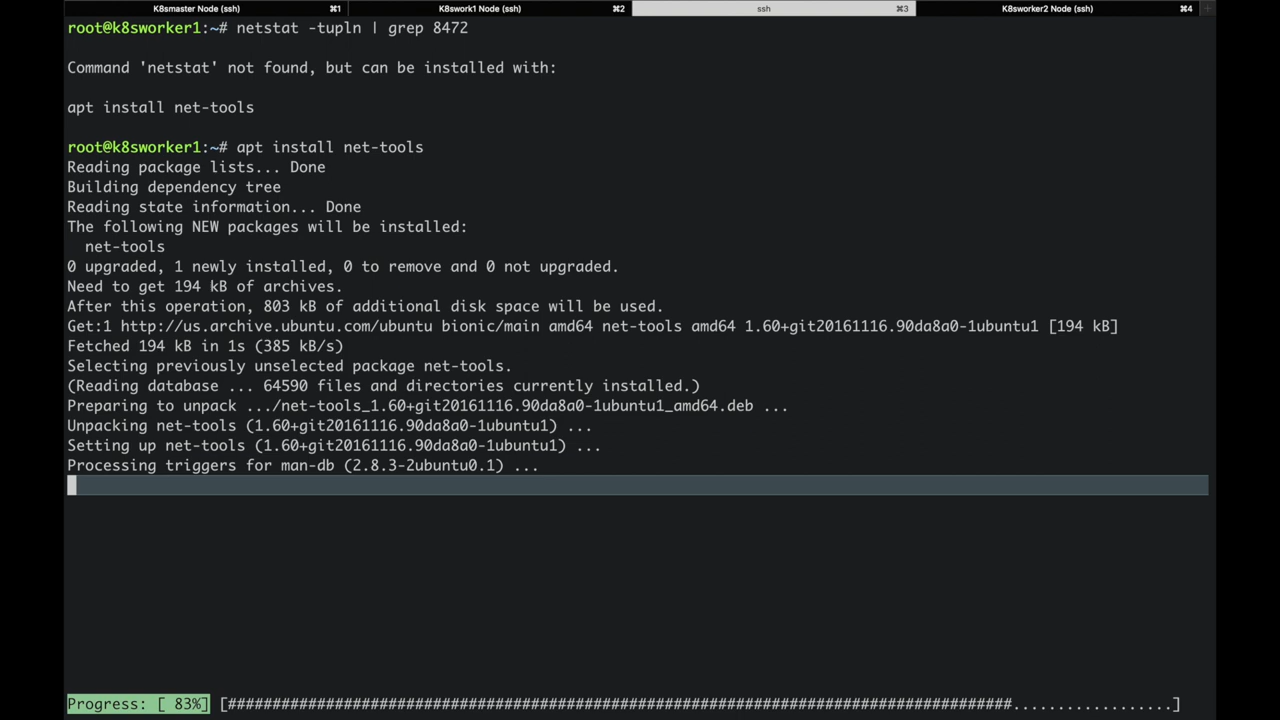 K8smaster Node (ssh) ⌘1 K8swork1 Node (ssh) ⌘2 ssh ⌘3 K8sworker2 Node (ssh) ⌘4 +
root@k8sworker1:~# netstat -tupln | grep 8472
Command 'netstat' not found, but can be installed with:
apt install net-tools
root@k8sworker1:~# apt install net-tools
Reading package lists... Done
Building dependency tree
Reading state information... Done
The following NEW packages will be installed:
  net-tools
0 upgraded, 1 newly installed, 0 to remove and 0 not upgraded.
Need to get 194 kB of archives.
After this operation, 803 kB of additional disk space will be used.
Get:1 http://us.archive.ubuntu.com/ubuntu bionic/main amd64 net-tools amd64 1.60+git20161116.90da8a0-1ubuntu1 [194 kB]
Fetched 194 kB in 1s (385 kB/s)
Selecting previously unselected package net-tools.
(Reading database ... 64590 files and directories currently installed.)
Preparing to unpack .../net-tools_1.60+git20161116.90da8a0-1ubuntu1_amd64.deb ...
Unpacking net-tools (1.60+git20161116.90da8a0-1ubuntu1) ...
Setting up net-tools (1.60+git20161116.90da8a0-1ubuntu1) ...
Processing triggers for man-db (2.8.3-2ubuntu0.1) ...
Progress: [ 83%] [########################################################################################..................]